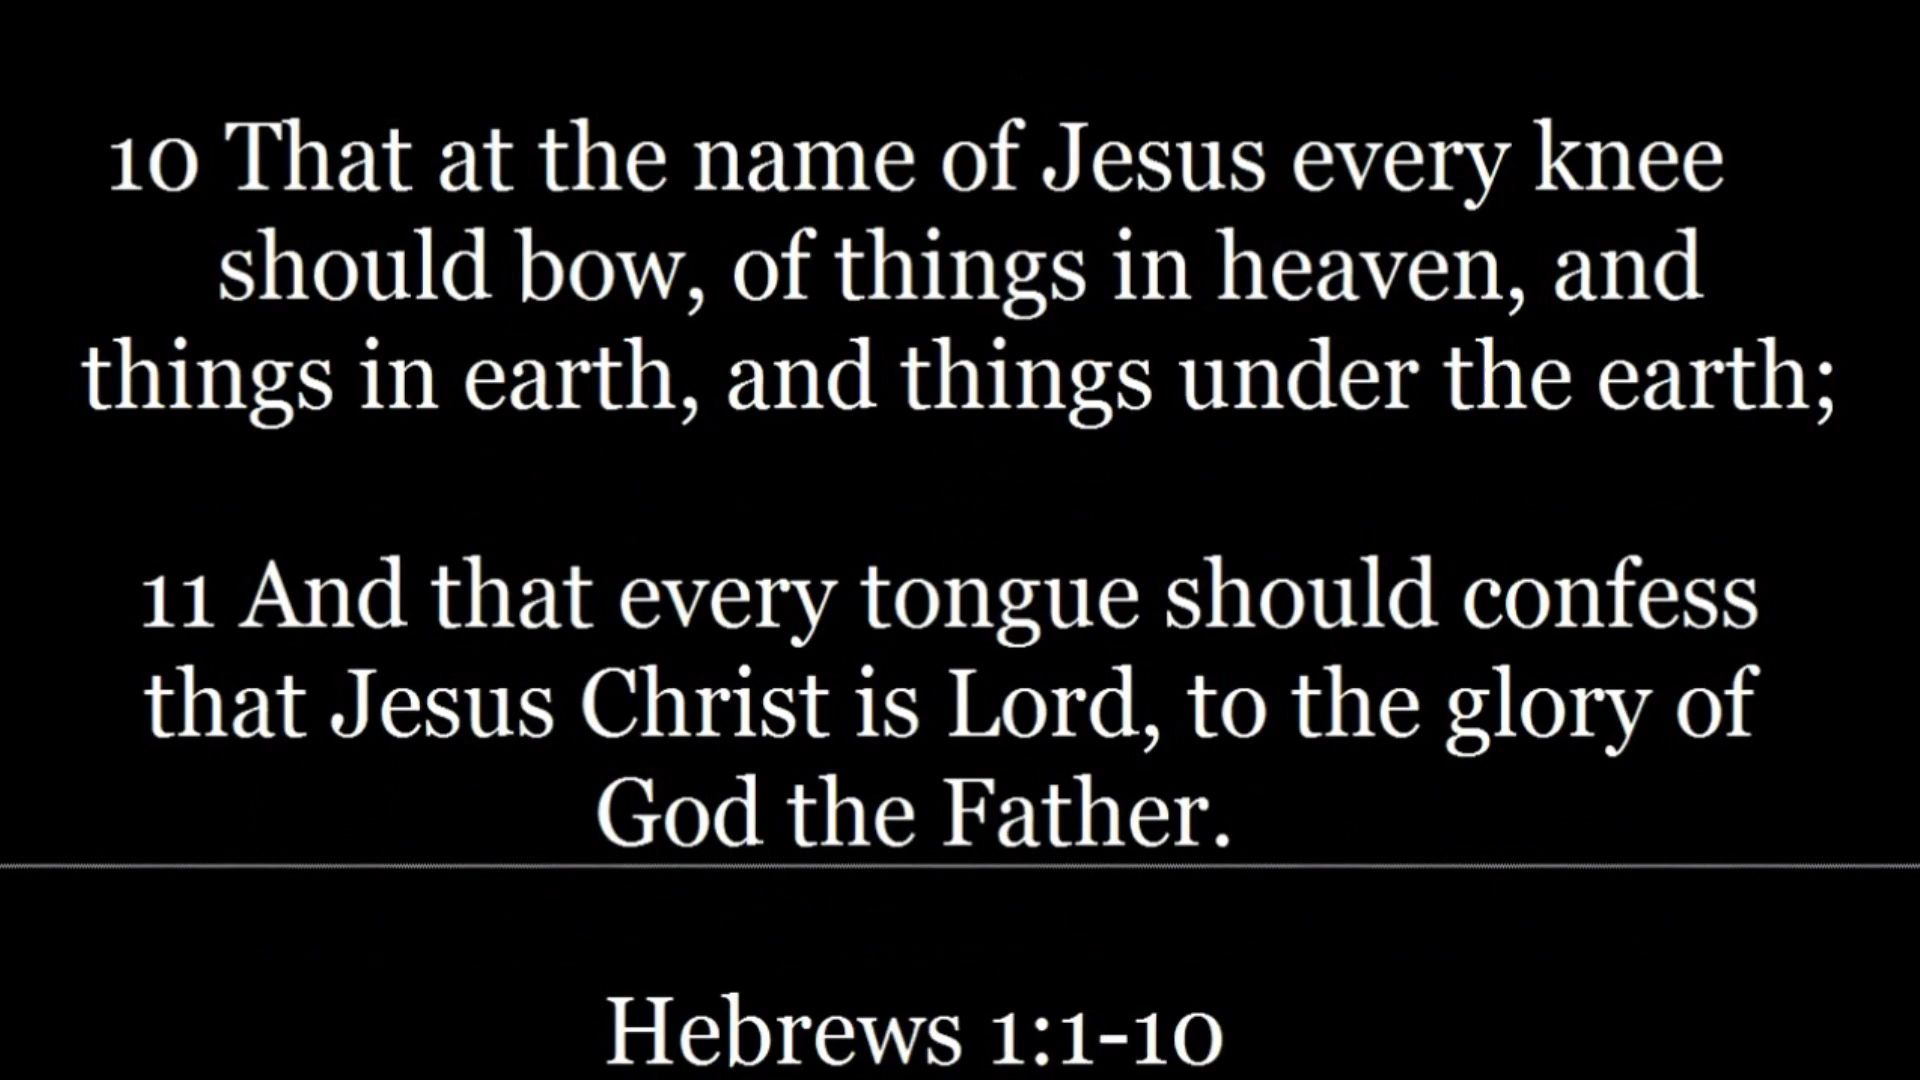 10 That at the name of Jesus every knee
should bow, of things in heaven, and
things in earth, and things under the earth;
11 And that every tongue should confess
that Jesus Christ is Lord, to the glory of
God the Father.
Hebrews 1:1-10